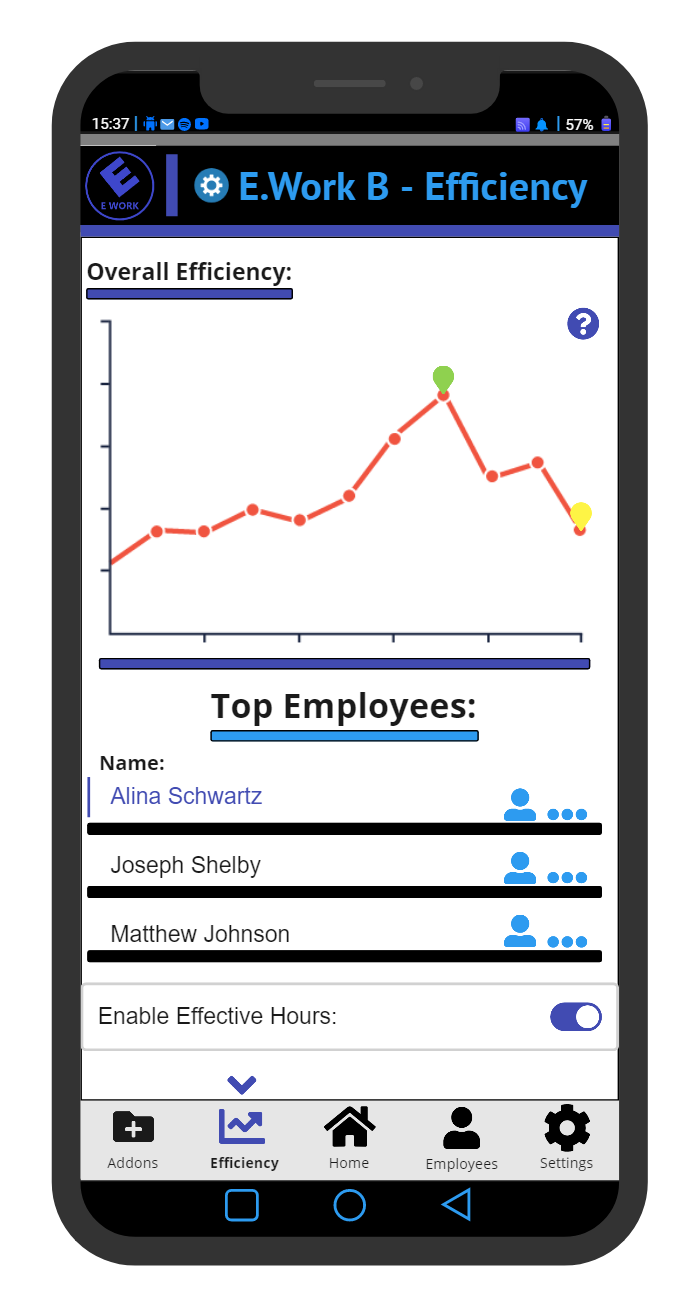 15:37
57%
E WORK
E.Work B - Efficiency
Overall Efficiency:
?
Top Employees:
Name:
Alina Schwartz
Joseph Shelby
Matthew Johnson
Enable Effective Hours:
Addons Efficiency Home Employees Settings